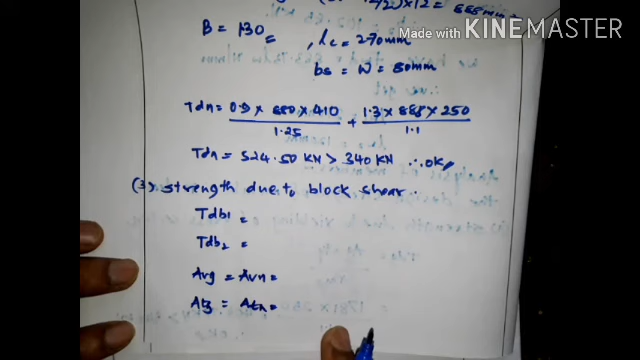 Made with KINEMASTER
B = 130 , Lc = 270mm
bs = W = 80mm
Tdn = 0.9 x 880 x 410 / 1.25 + 1.3 x 888 x 250 / 1.1
Tdn = 524.50 KN > 340 KN ∴ OK
(3) strength due to block shear.
Tdb1 =
Tdb2 =
Avg = Avn =
Atg = Atn =